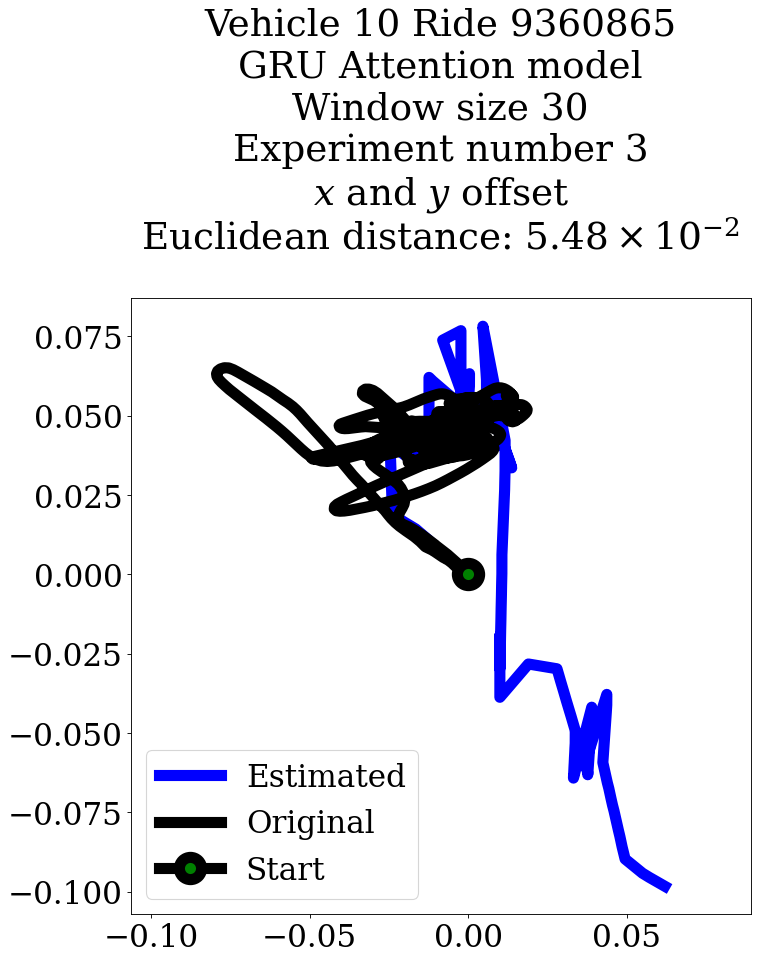 Vehicle 10 Ride 9360865
GRU Attention model
Window size 30
Experiment number 3
x and y offset
Euclidean distance: 5.48 × 10⁻²
0.075
0.050
0.025
0.000
−0.025
−0.050
−0.075
−0.100
Estimated
Original
Start
−0.10
−0.05
0.00
0.05